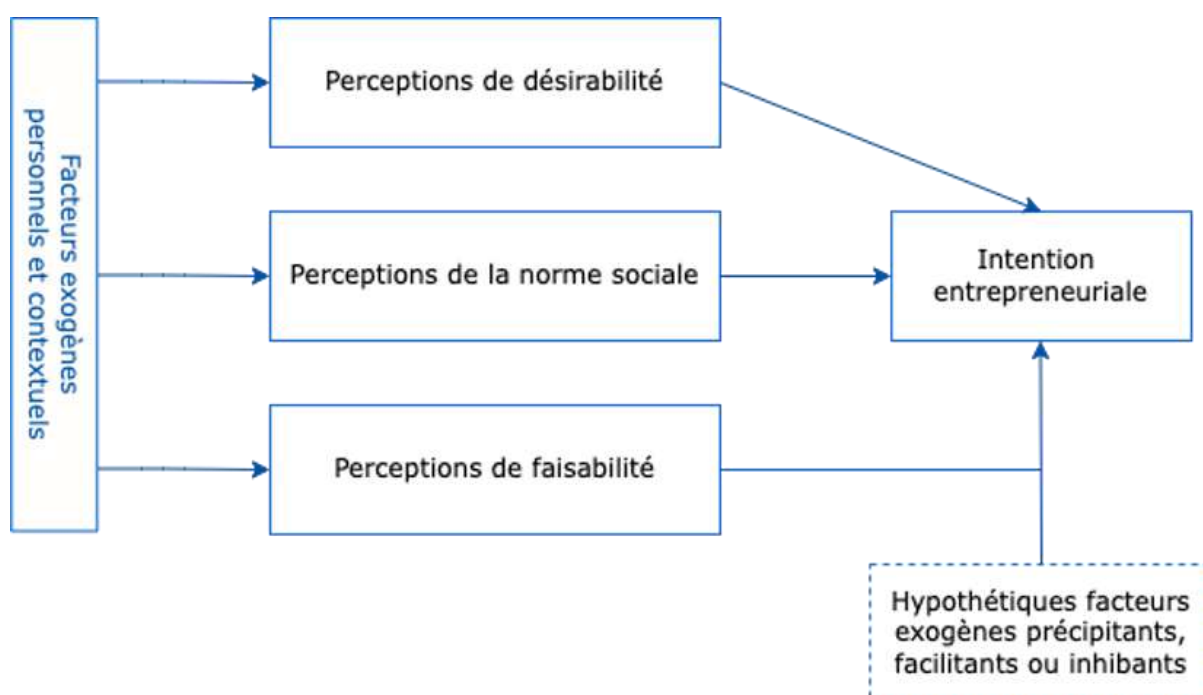 Facteurs exogènes
personnels et contextuels
Perceptions de désirabilité
Perceptions de la norme sociale
Perceptions de faisabilité
Intention
entrepreneuriale
Hypothétiques facteurs
exogènes précipitants,
facilitants ou inhibants